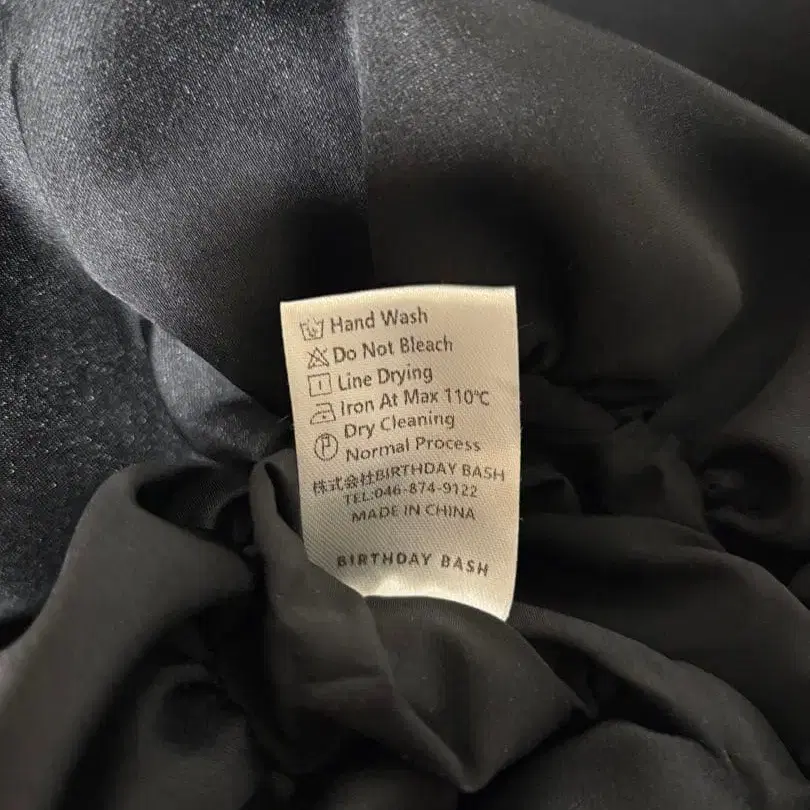 Hand Wash
Do Not Bleach
Line Drying
Iron At Max 110℃
Dry Cleaning
Normal Process
株式会社BIRTHDAY BASH
TEL:046-874-9122
MADE IN CHINA
BIRTHDAY BASH